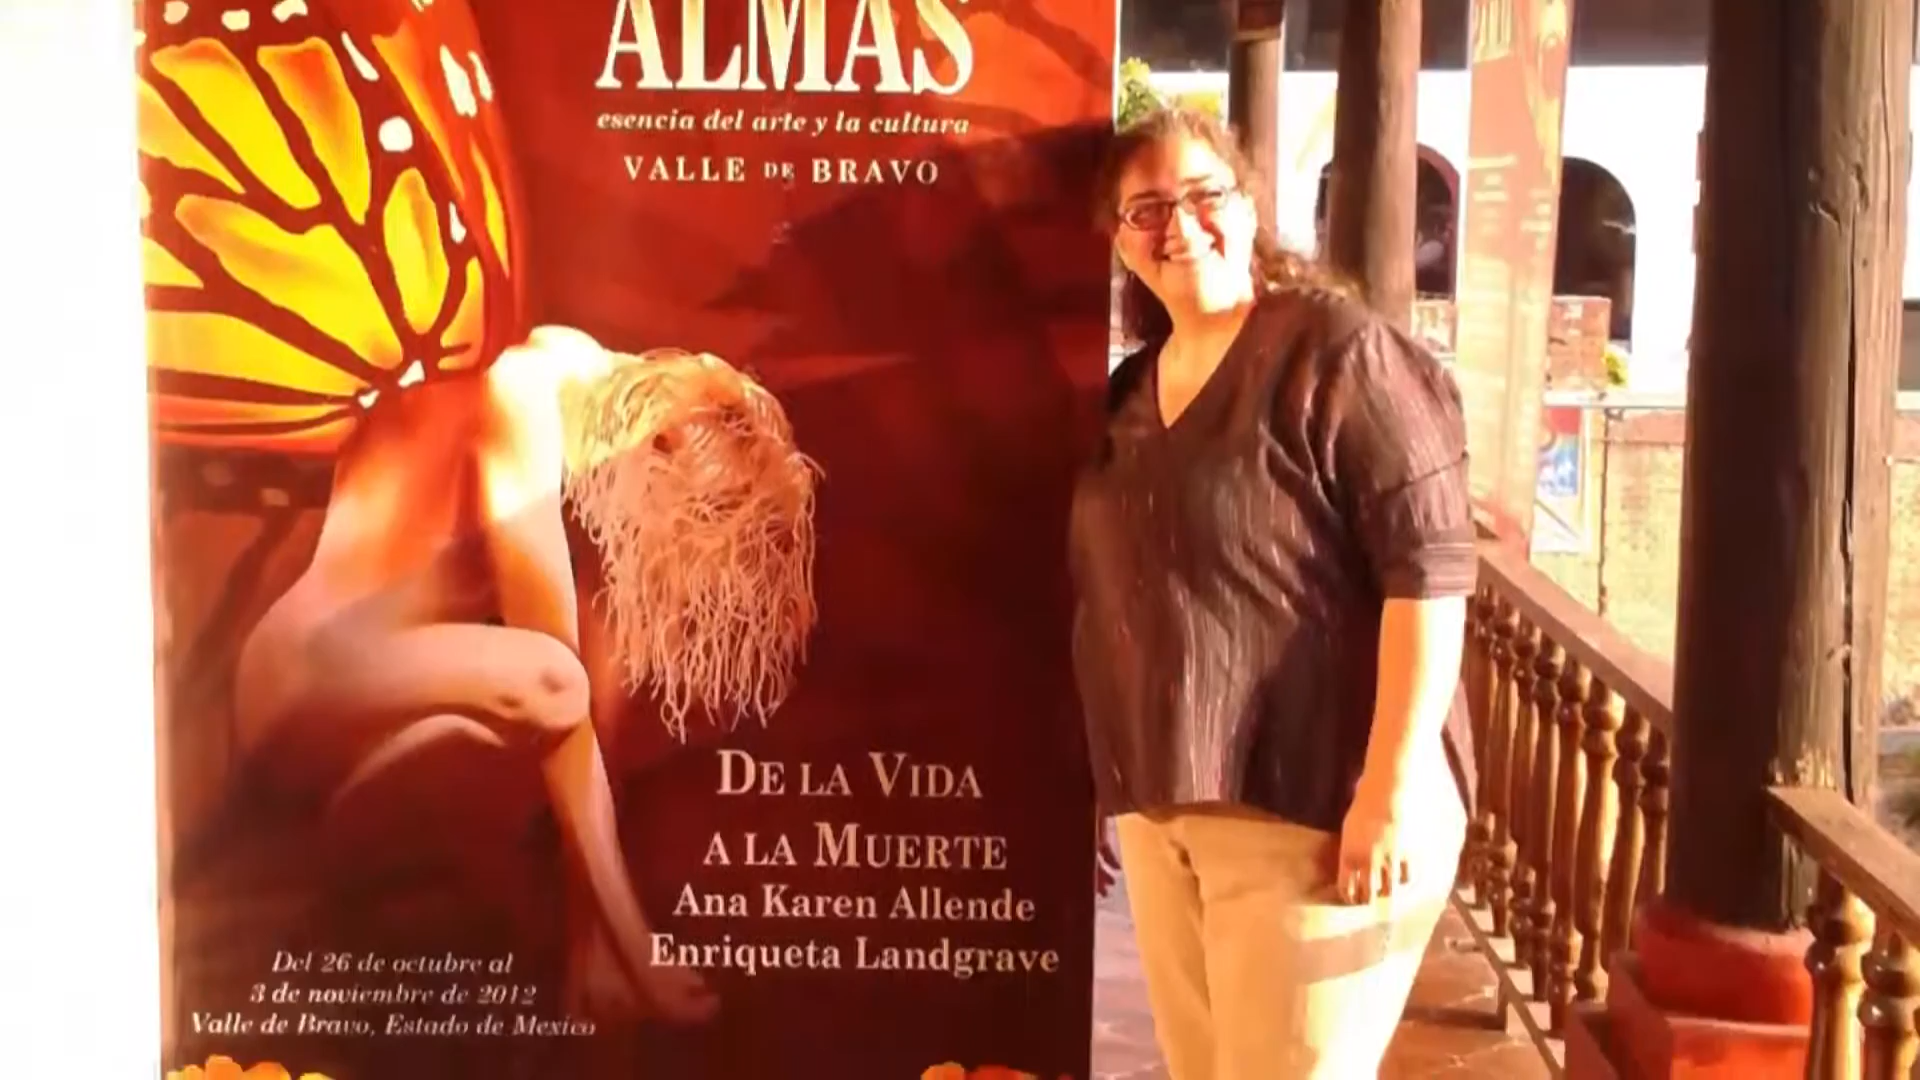 ALMAS
esencia del arte y la cultura
VALLE DE BRAVO
DE LA VIDA
A LA MUERTE
Ana Karen Allende
Enriqueta Landgrave
Del 26 de octubre al
3 de noviembre de 2012
Valle de Bravo, Estado de Mexico